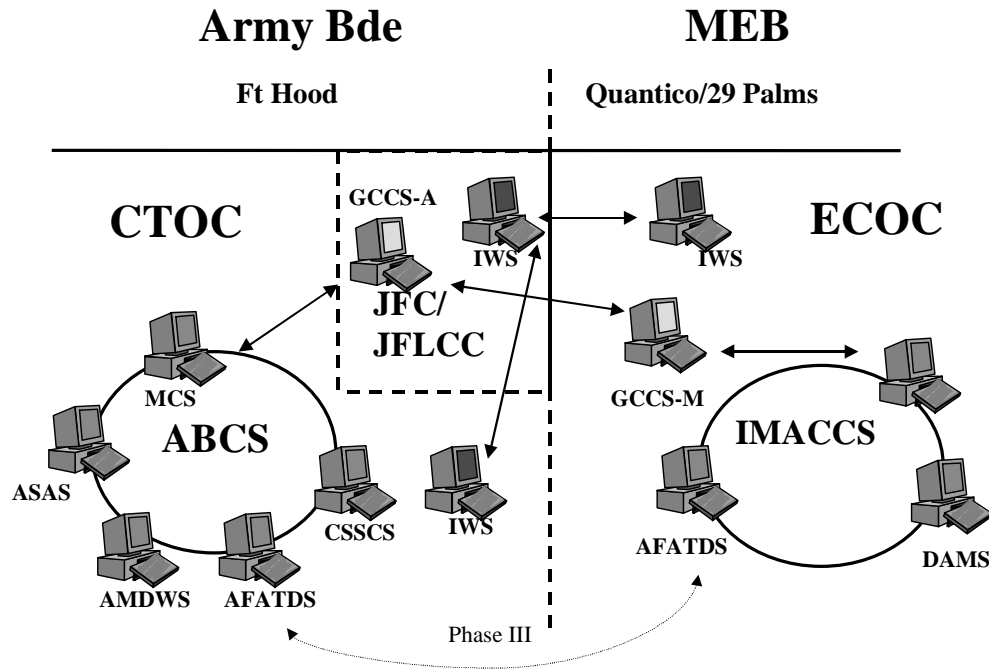 Army Bde
MEB
Ft Hood
Quantico/29 Palms
GCCS-A
CTOC
ECOC
IWS
IWS
JFC/
JFLCC
MCS
GCCS-M
ABCS
IMACCS
ASAS
CSSCS
IWS
AFATDS
DAMS
AMDWS
AFATDS
Phase III